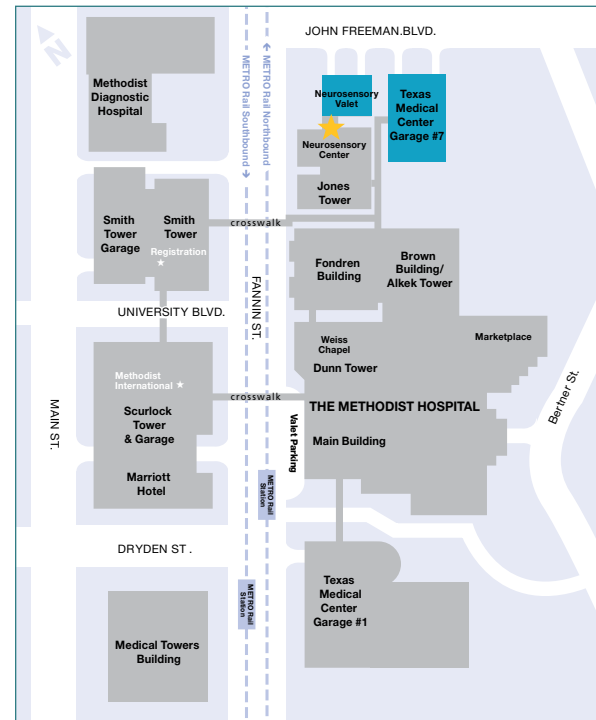 JOHN FREEMAN.BLVD.
N
Methodist
Diagnostic
Hospital
METRO Rail Southbound →
← METRO Rail Northbound
Neurosensory
Valet
Texas
Medical
Center
Garage #7
Neurosensory
Center
Jones
Tower
Smith
Tower
Garage
Smith
Tower
Registration
crosswalk
Fondren
Building
Brown
Building/
Alkek Tower
FANNIN ST.
UNIVERSITY BLVD.
Weiss
Chapel
Dunn Tower
Marketplace
Methodist
International
crosswalk
Bertner St.
MAIN ST.
Scurlock
Tower
& Garage
Valet Parking
THE METHODIST HOSPITAL
Main Building
Marriott
Hotel
METRO Rail
Station
DRYDEN ST .
METRO Rail
Station
Texas
Medical
Center
Garage #1
Medical Towers
Building